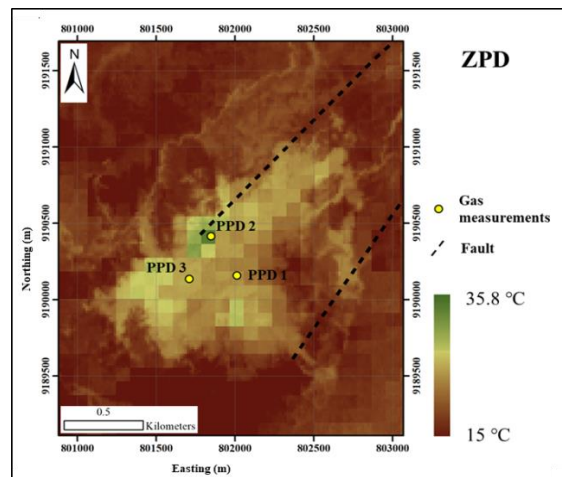 801000 801500 802000 802500 803000
ZPD
N
9191500 9191500
9191000 9191000
9190500 9190500
9190000 9190000
9189500 9189500
Northing (m)
PPD 2
PPD 3
PPD 1
Gas
measurements
Fault
35.8 °C
15 °C
0.5
Kilometers
801000 801500 802000 802500 803000
Easting (m)